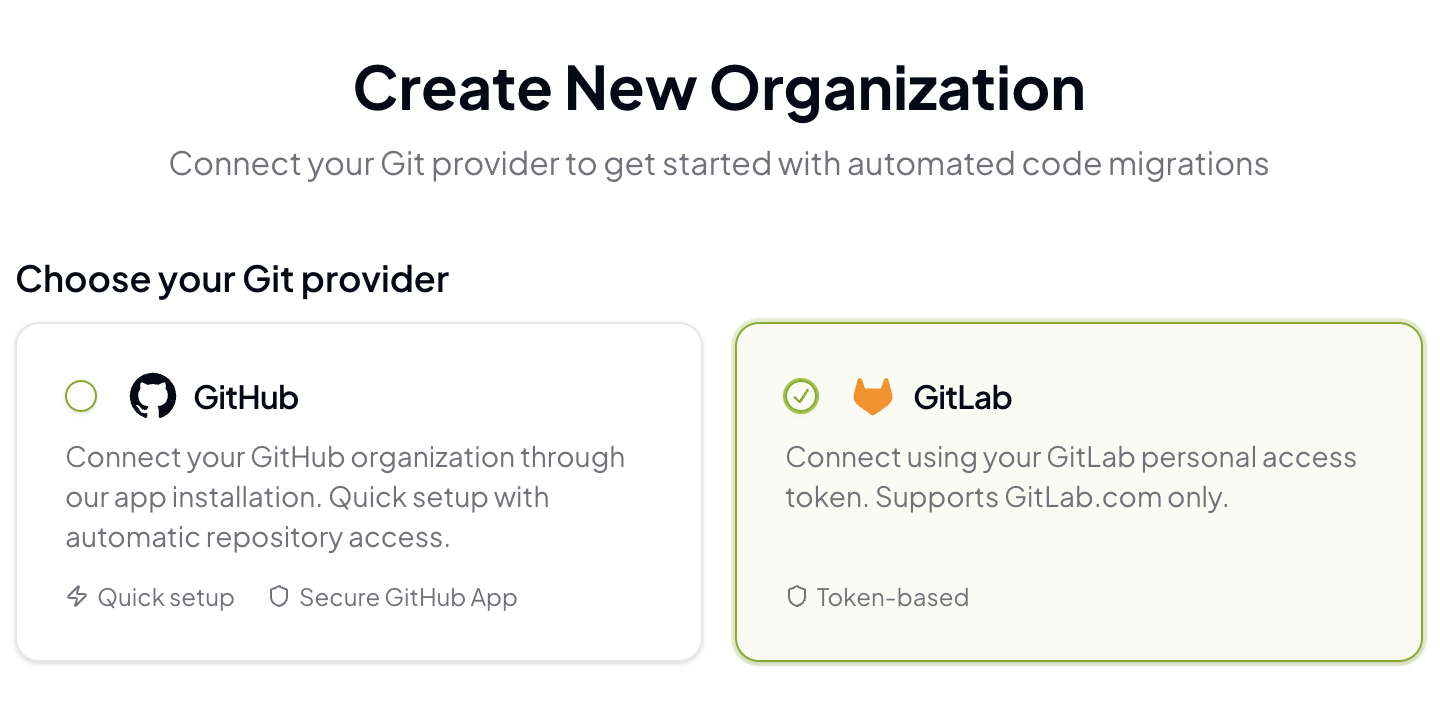 Create New Organization
Connect your Git provider to get started with automated code migrations
Choose your Git provider
GitHub
Connect your GitHub organization through
our app installation. Quick setup with
automatic repository access.
Quick setup
Secure GitHub App
GitLab
Connect using your GitLab personal access
token. Supports GitLab.com only.
Token-based